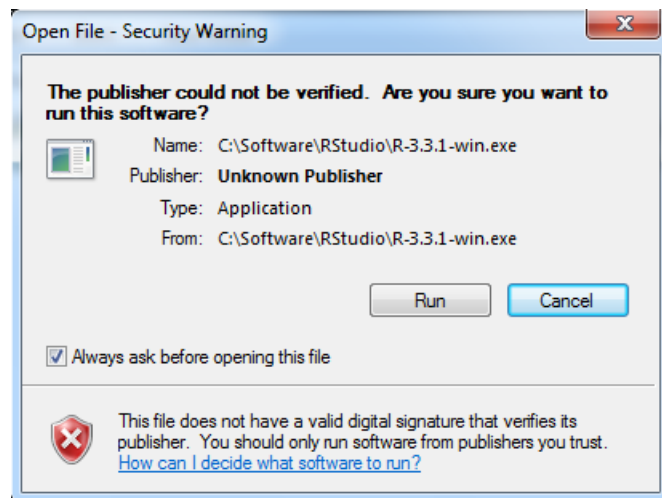 Open File - Security Warning
The publisher could not be verified. Are you sure you want to
run this software?
Name: C:\Software\RStudio\R-3.3.1-win.exe
Publisher: Unknown Publisher
Type: Application
From: C:\Software\RStudio\R-3.3.1-win.exe
Run Cancel
Always ask before opening this file
This file does not have a valid digital signature that verifies its
publisher. You should only run software from publishers you trust.
How can I decide what software to run?